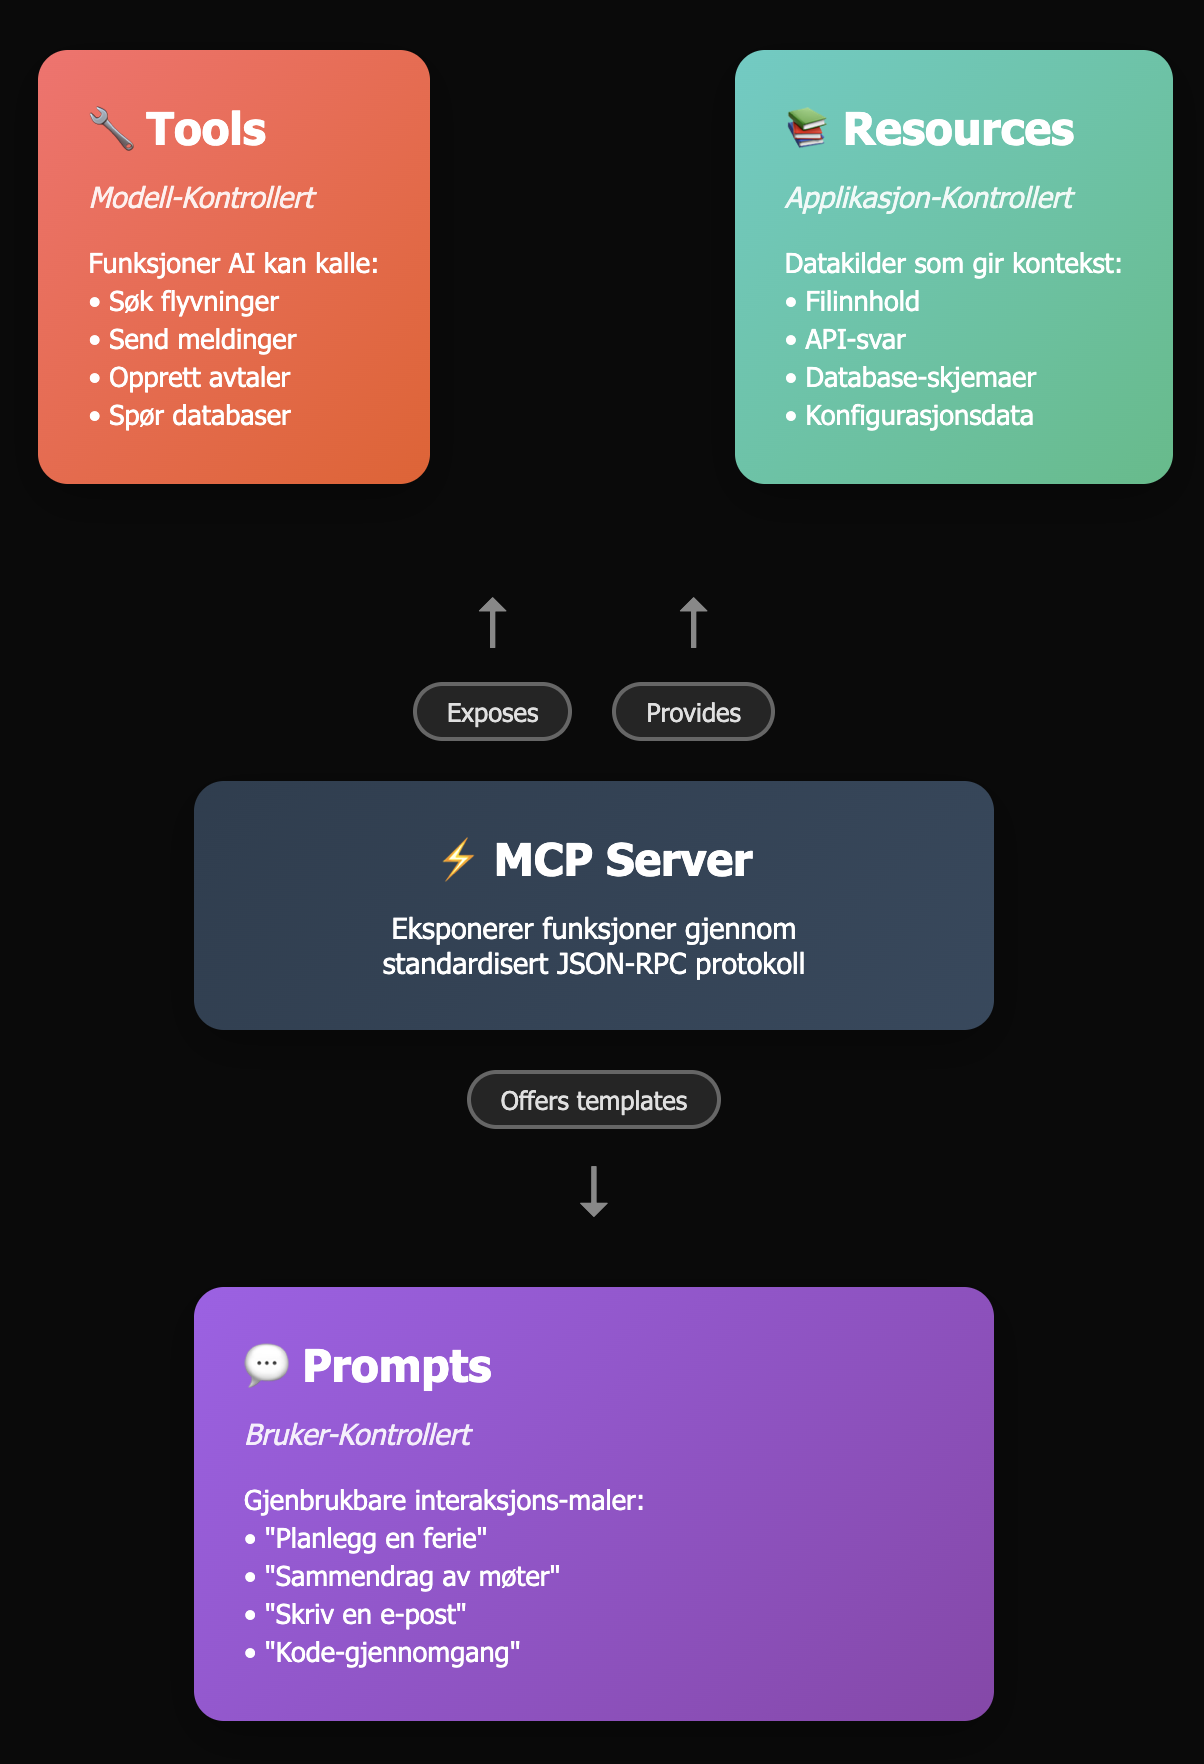 🔧 Tools
Modell-Kontrollert
Funksjoner AI kan kalle:
• Søk flyvninger
• Send meldinger
• Opprett avtaler
• Spør databaser
📚 Resources
Applikasjon-Kontrollert
Datakilder som gir kontekst:
• Filinnhold
• API-svar
• Database-skjemaer
• Konfigurasjonsdata
Exposes
Provides
⚡ MCP Server
Eksponerer funksjoner gjennom
standardisert JSON-RPC protokoll
Offers templates
💬 Prompts
Bruker-Kontrollert
Gjenbrukbare interaksjons-maler:
• "Planlegg en ferie"
• "Sammendrag av møter"
• "Skriv en e-post"
• "Kode-gjennomgang"